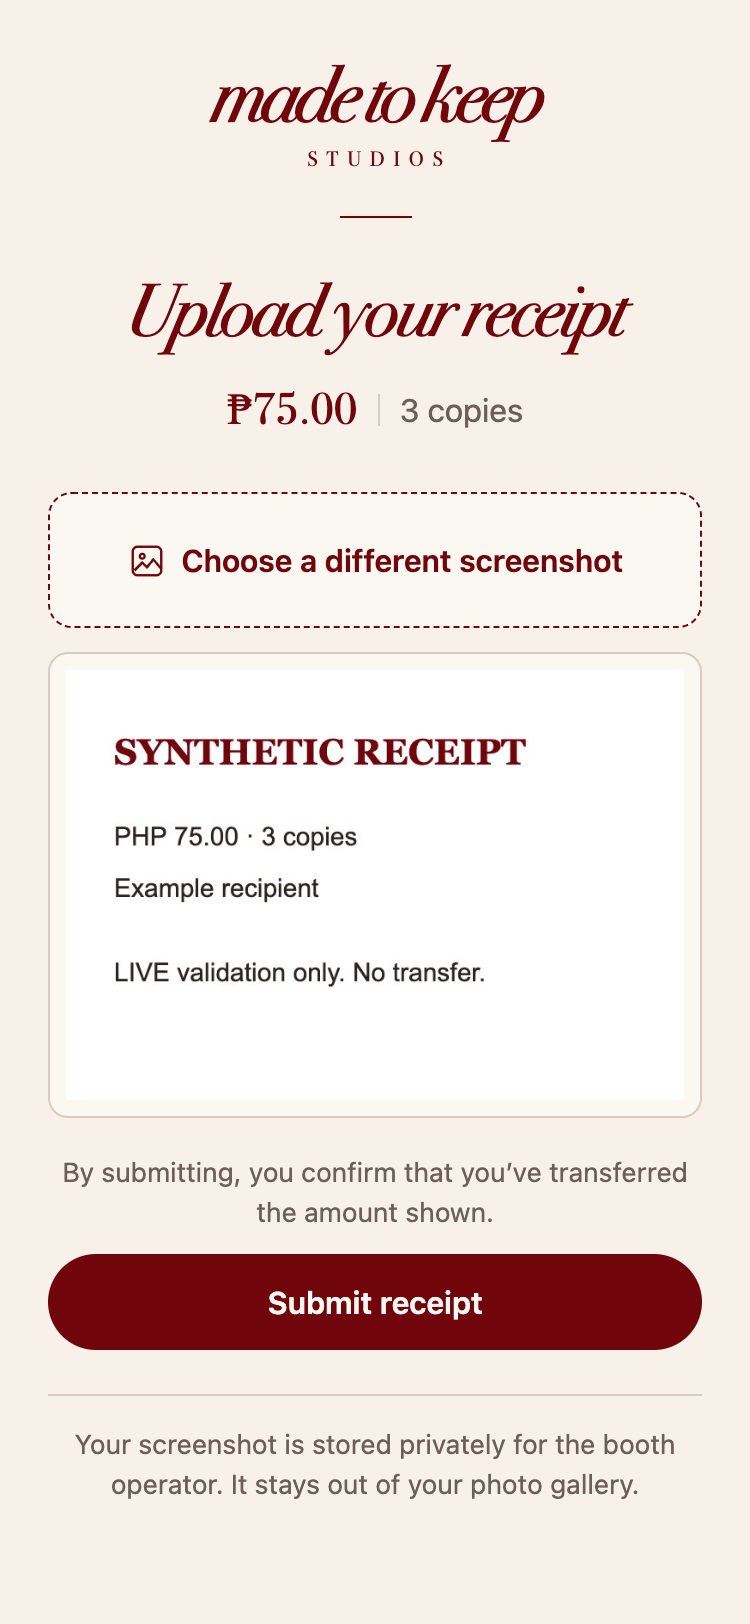 made to keep
STUDIOS
Upload your receipt
₱75.00 | 3 copies
Choose a different screenshot
SYNTHETIC RECEIPT
PHP 75.00 · 3 copies
Example recipient
LIVE validation only. No transfer.
By submitting, you confirm that you’ve transferred
the amount shown.
Submit receipt
Your screenshot is stored privately for the booth
operator. It stays out of your photo gallery.